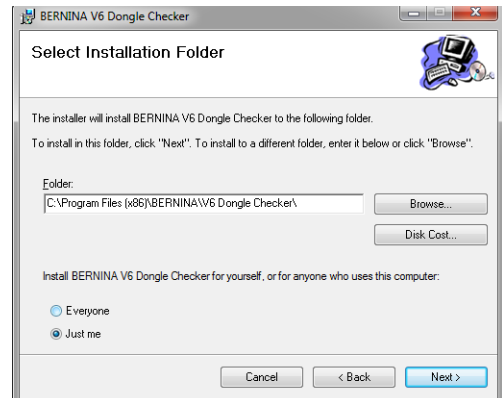 BERNINA V6 Dongle Checker
Select Installation Folder
The installer will install BERNINA V6 Dongle Checker to the following folder.
To install in this folder, click "Next". To install to a different folder, enter it below or click "Browse".
Folder:
C:\Program Files (x86)\BERNINA\V6 Dongle Checker\
Browse...
Disk Cost...
Install BERNINA V6 Dongle Checker for yourself, or for anyone who uses this computer:
Everyone
Just me
Cancel
< Back
Next >